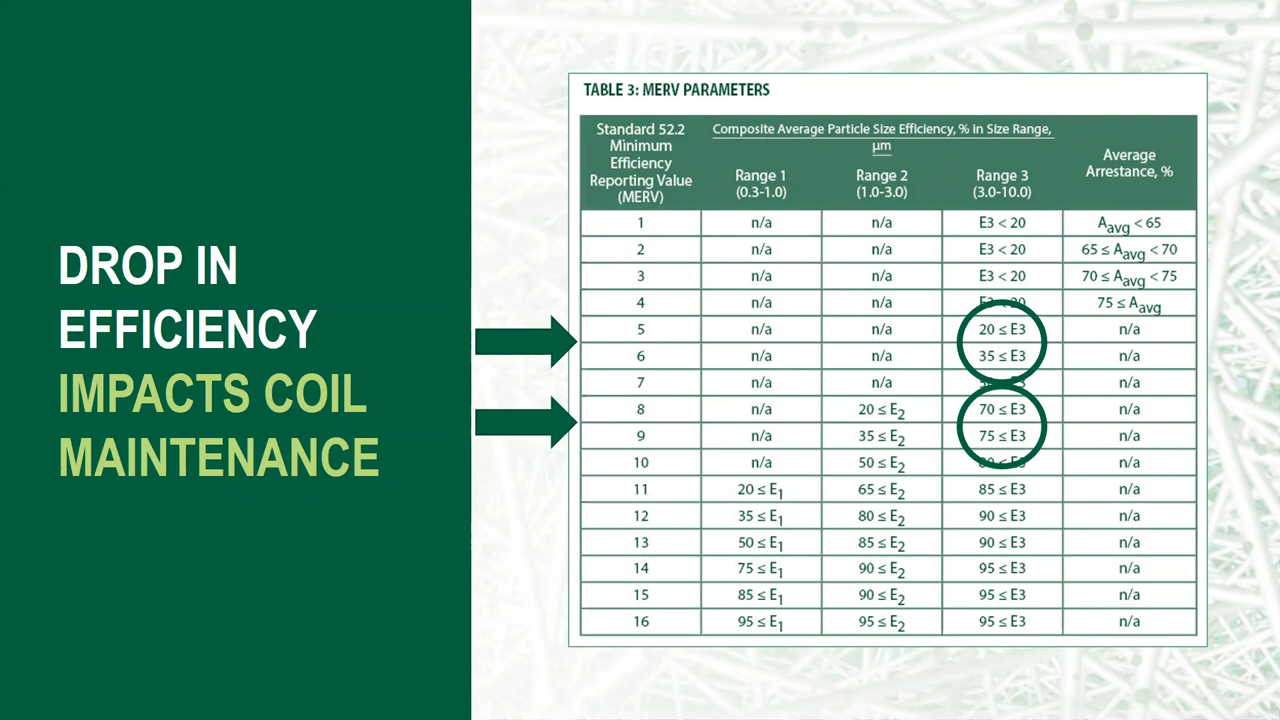 DROP IN
EFFICIENCY
IMPACTS COIL
MAINTENANCE
TABLE 3: MERV PARAMETERS
Standard 52.2
Minimum
Efficiency
Reporting Value
(MERV)
Composite Average Particle Size Efficiency, % in Size Range,
µm
Range 1
(0.3-1.0)
Range 2
(1.0-3.0)
Range 3
(3.0-10.0)
Average
Arrestance, %
1 n/a n/a E3 < 20 Aavg < 65
2 n/a n/a E3 < 20 65 ≤ Aavg < 70
3 n/a n/a E3 < 20 70 ≤ Aavg < 75
4 n/a n/a E3 < 20 75 ≤ Aavg
5 n/a n/a 20 ≤ E3 n/a
6 n/a n/a 35 ≤ E3 n/a
7 n/a n/a E3 n/a
8 n/a 20 ≤ E2 70 ≤ E3 n/a
9 n/a 35 ≤ E2 75 ≤ E3 n/a
10 n/a 50 ≤ E2 80 ≤ E3 n/a
11 20 ≤ E1 65 ≤ E2 85 ≤ E3 n/a
12 35 ≤ E1 80 ≤ E2 90 ≤ E3 n/a
13 50 ≤ E1 85 ≤ E2 90 ≤ E3 n/a
14 75 ≤ E1 90 ≤ E2 95 ≤ E3 n/a
15 85 ≤ E1 90 ≤ E2 95 ≤ E3 n/a
16 95 ≤ E1 95 ≤ E2 95 ≤ E3 n/a